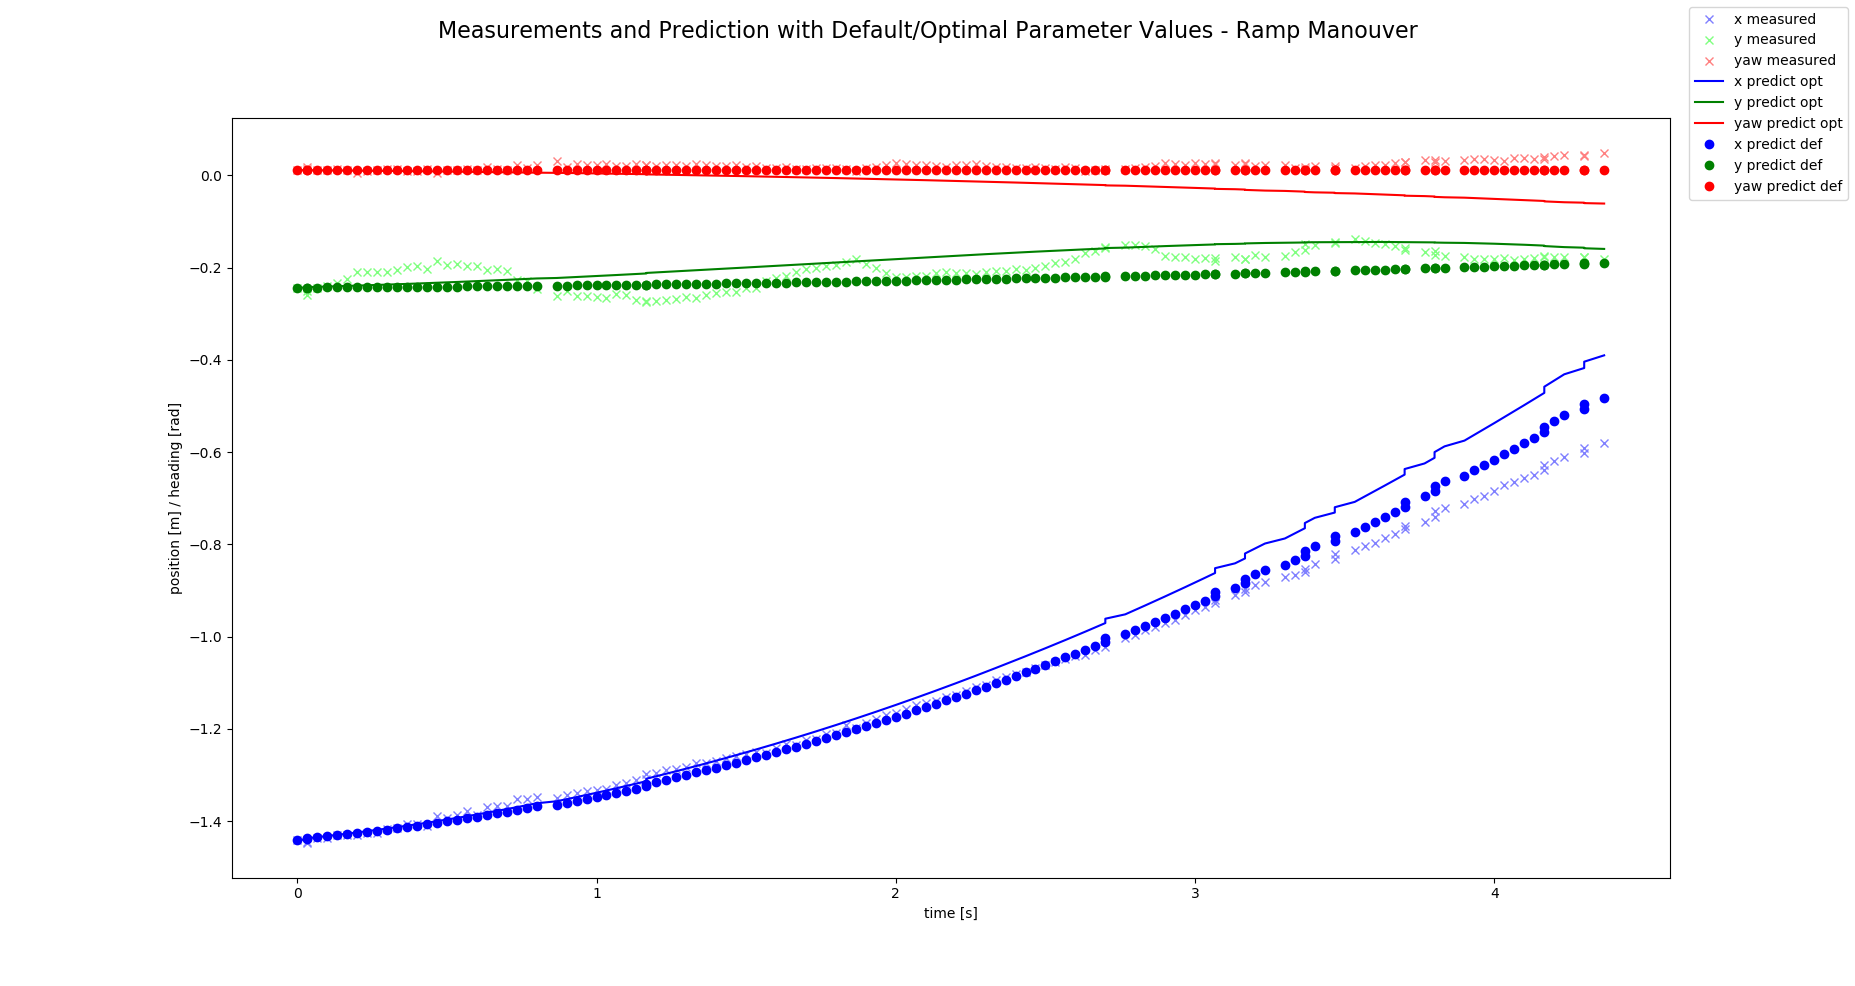 Measurements and Prediction with Default/Optimal Parameter Values - Ramp Manouver
x measured
y measured
yaw measured
x predict opt
y predict opt
yaw predict opt
x predict def
y predict def
yaw predict def
position [m] / heading [rad]
0.0
−0.2
−0.4
−0.6
−0.8
−1.0
−1.2
−1.4
0 1 2 3 4
time [s]